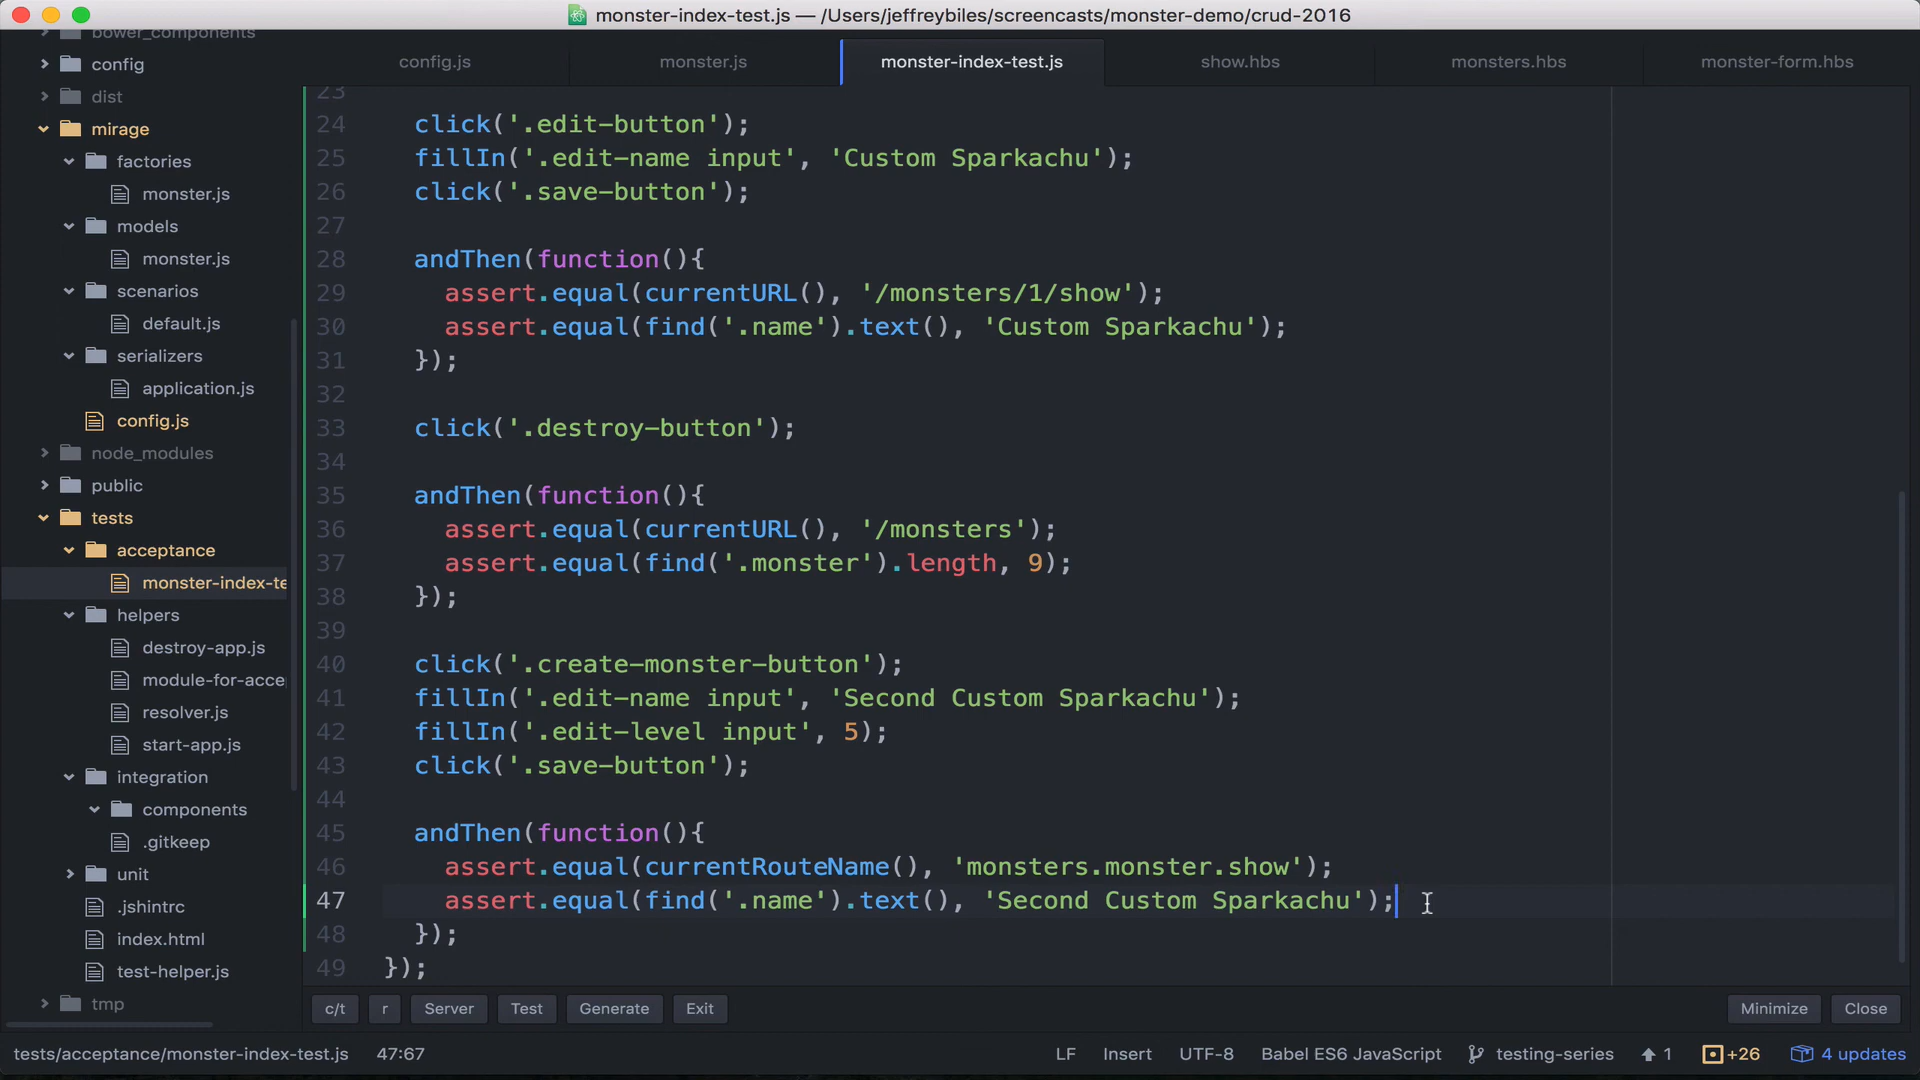 monster-index-test.js — /Users/jeffreybiles/screencasts/monster-demo/crud-2016
bower_components
config
dist
mirage
factories
monster.js
models
monster.js
scenarios
default.js
serializers
application.js
config.js
node_modules
public
tests
acceptance
monster-index-te
helpers
destroy-app.js
module-for-acce
resolver.js
start-app.js
integration
components
.gitkeep
unit
.jshintrc
index.html
test-helper.js
tmp
config.js monster.js monster-index-test.js show.hbs monsters.hbs monster-form.hbs
23
24 click('.edit-button');
25 fillIn('.edit-name input', 'Custom Sparkachu');
26 click('.save-button');
27
28 andThen(function(){
29 assert.equal(currentURL(), '/monsters/1/show');
30 assert.equal(find('.name').text(), 'Custom Sparkachu');
31 });
32
33 click('.destroy-button');
34
35 andThen(function(){
36 assert.equal(currentURL(), '/monsters');
37 assert.equal(find('.monster').length, 9);
38 });
39
40 click('.create-monster-button');
41 fillIn('.edit-name input', 'Second Custom Sparkachu');
42 fillIn('.edit-level input', 5);
43 click('.save-button');
44
45 andThen(function(){
46 assert.equal(currentRouteName(), 'monsters.monster.show');
47 assert.equal(find('.name').text(), 'Second Custom Sparkachu');
48 });
49 });
c/t r Server Test Generate Exit Minimize Close
tests/acceptance/monster-index-test.js 47:67 LF Insert UTF-8 Babel ES6 JavaScript testing-series 1 +26 4 updates